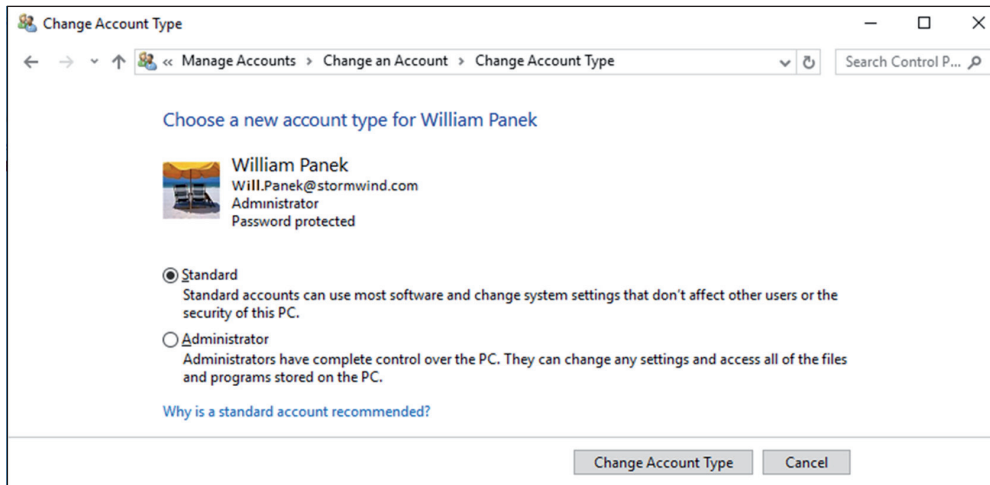 Change Account Type
« Manage Accounts > Change an Account > Change Account Type
Search Control P...
Choose a new account type for William Panek
William Panek
Will.Panek@stormwind.com
Administrator
Password protected
Standard
Standard accounts can use most software and change system settings that don't affect other users or the
security of this PC.
Administrator
Administrators have complete control over the PC. They can change any settings and access all of the files
and programs stored on the PC.
Why is a standard account recommended?
Change Account Type
Cancel